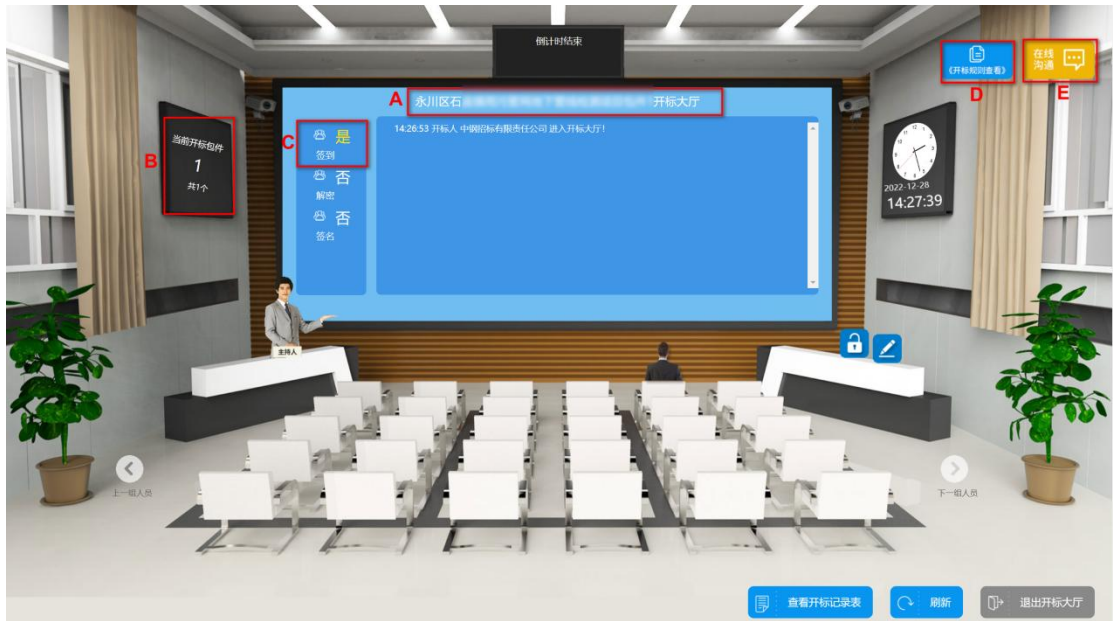 倒计时结束
《开标规则查看》
在线
沟通
D
E
A
永川区石
开标大厅
B
当前开标包件
1
共1个
C
是
签到
否
解密
否
签名
14:26:53 开标人 中钢招标有限责任公司 进入开标大厅!
12
2022-12-28
14:27:39
主持人
上一组人员
下一组人员
查看开标记录表
刷新
退出开标大厅